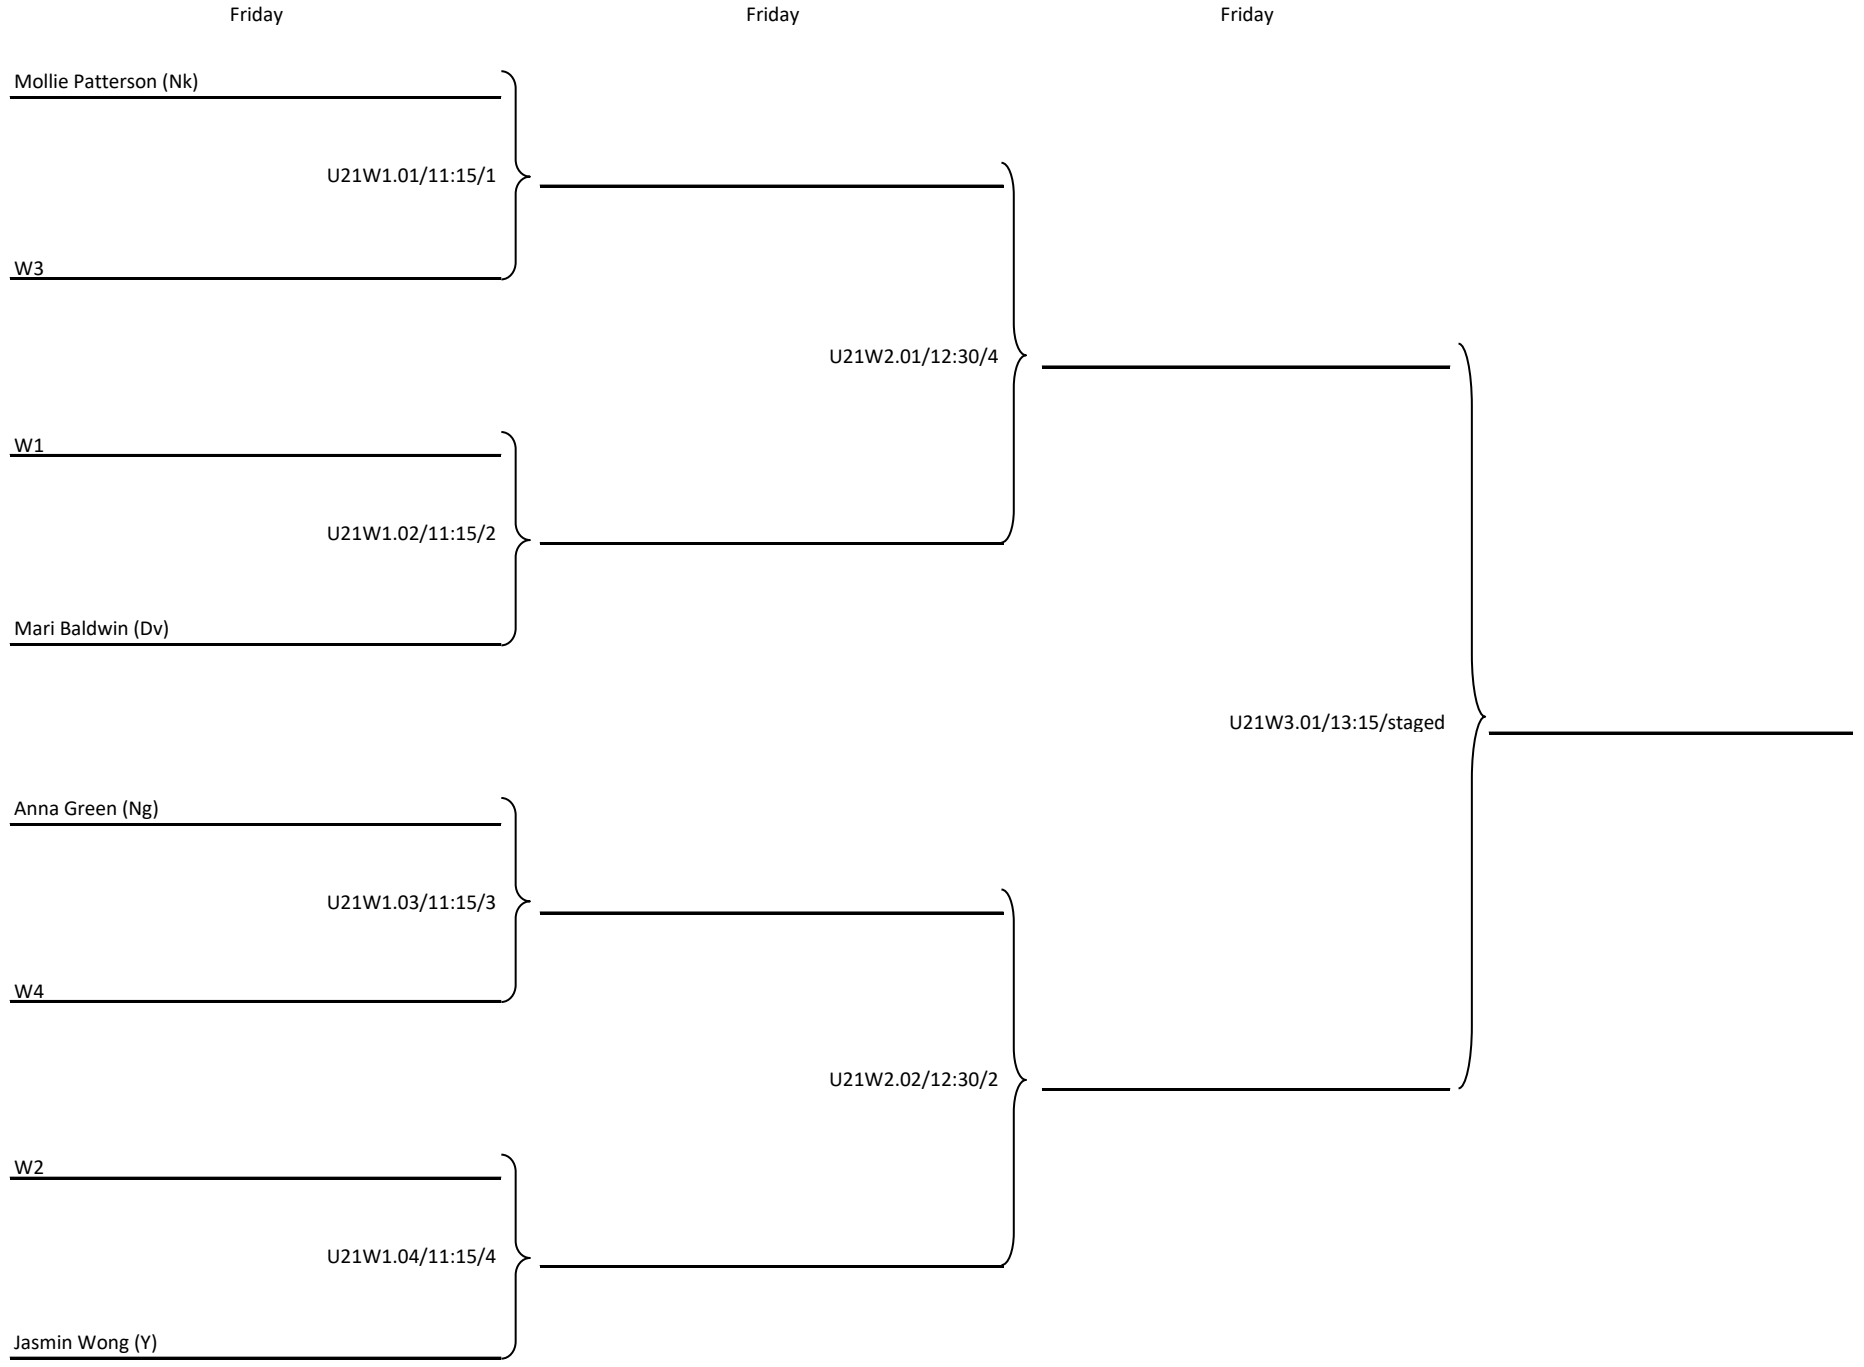 Friday Friday Friday
Mollie Patterson (Nk)
U21W1.01/11:15/1
W3
U21W2.01/12:30/4
W1
U21W1.02/11:15/2
Mari Baldwin (Dv)
U21W3.01/13:15/staged
Anna Green (Ng)
U21W1.03/11:15/3
W4
U21W2.02/12:30/2
W2
U21W1.04/11:15/4
Jasmin Wong (Y)